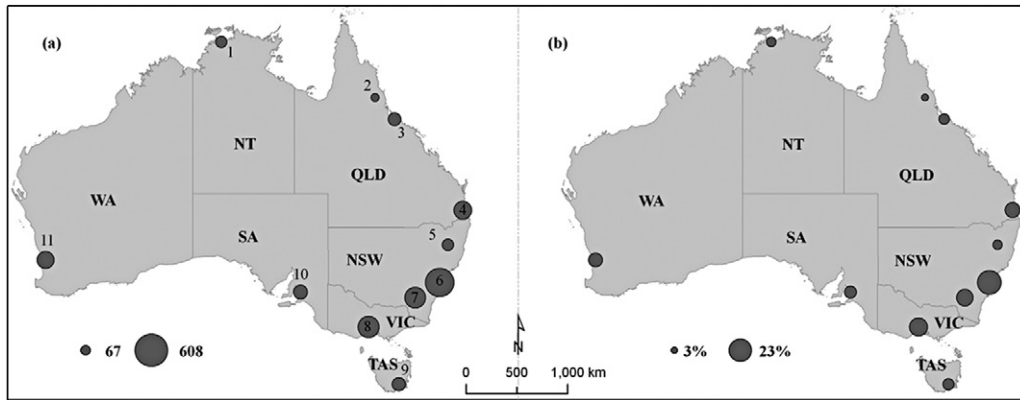 (a)
1
2
3
NT
QLD
WA
4
SA
5
11
NSW
10
6
7
8
VIC
67
608
TAS
9
(b)
NT
QLD
WA
SA
NSW
VIC
3%
23%
TAS
N
0 500 1,000 km